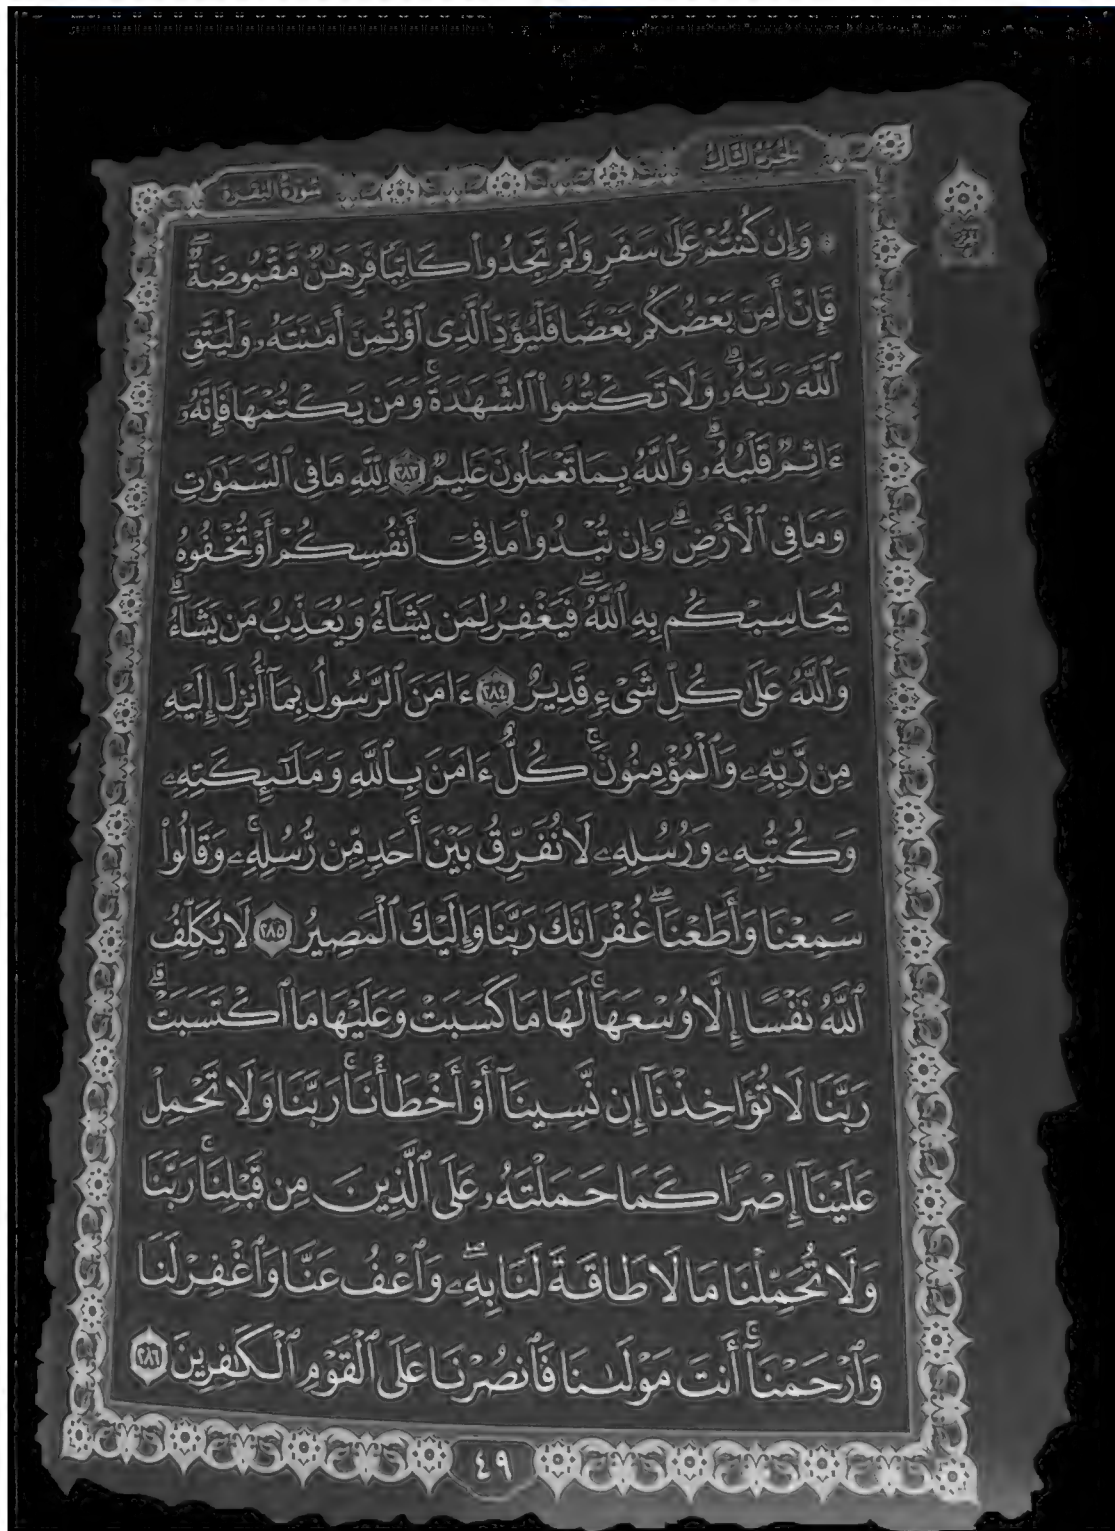 الجزء الثالث
سورة البقرة
۞ وَإِن كُنتُمْ عَلَىٰ سَفَرٍ وَلَمْ تَجِدُوا۟ كَاتِبًا فَرِهَـٰنٌ مَّقْبُوضَةٌ ۖ
فَإِنْ أَمِنَ بَعْضُكُم بَعْضًا فَلْيُؤَدِّ ٱلَّذِى ٱؤْتُمِنَ أَمَـٰنَتَهُۥ وَلْيَتَّقِ
ٱللَّهَ رَبَّهُۥ ۗ وَلَا تَكْتُمُوا۟ ٱلشَّهَـٰدَةَ ۚ وَمَن يَكْتُمْهَا فَإِنَّهُۥٓ
ءَاثِمٌ قَلْبُهُۥ ۗ وَٱللَّهُ بِمَا تَعْمَلُونَ عَلِيمٌ ٢٨٣ لِّلَّهِ مَا فِى ٱلسَّمَـٰوَٰتِ
وَمَا فِى ٱلْأَرْضِ ۗ وَإِن تُبْدُوا۟ مَا فِىٓ أَنفُسِكُمْ أَوْ تُخْفُوهُ
يُحَاسِبْكُم بِهِ ٱللَّهُ ۖ فَيَغْفِرُ لِمَن يَشَآءُ وَيُعَذِّبُ مَن يَشَآءُ ۗ
وَٱللَّهُ عَلَىٰ كُلِّ شَىْءٍ قَدِيرٌ ٢٨٤ ءَامَنَ ٱلرَّسُولُ بِمَآ أُنزِلَ إِلَيْهِ
مِن رَّبِّهِۦ وَٱلْمُؤْمِنُونَ ۚ كُلٌّ ءَامَنَ بِٱللَّهِ وَمَلَـٰٓئِكَتِهِۦ
وَكُتُبِهِۦ وَرُسُلِهِۦ لَا نُفَرِّقُ بَيْنَ أَحَدٍ مِّن رُّسُلِهِۦ ۚ وَقَالُوا۟
سَمِعْنَا وَأَطَعْنَا ۖ غُفْرَانَكَ رَبَّنَا وَإِلَيْكَ ٱلْمَصِيرُ ٢٨٥ لَا يُكَلِّفُ
ٱللَّهُ نَفْسًا إِلَّا وُسْعَهَا ۚ لَهَا مَا كَسَبَتْ وَعَلَيْهَا مَا ٱكْتَسَبَتْ ۗ
رَبَّنَا لَا تُؤَاخِذْنَآ إِن نَّسِينَآ أَوْ أَخْطَأْنَا ۚ رَبَّنَا وَلَا تَحْمِلْ
عَلَيْنَآ إِصْرًا كَمَا حَمَلْتَهُۥ عَلَى ٱلَّذِينَ مِن قَبْلِنَا ۚ رَبَّنَا
وَلَا تُحَمِّلْنَا مَا لَا طَاقَةَ لَنَا بِهِۦ ۖ وَٱعْفُ عَنَّا وَٱغْفِرْ لَنَا
وَٱرْحَمْنَآ ۚ أَنتَ مَوْلَىٰنَا فَٱنصُرْنَا عَلَى ٱلْقَوْمِ ٱلْكَـٰفِرِينَ ٢٨٦
٤٩